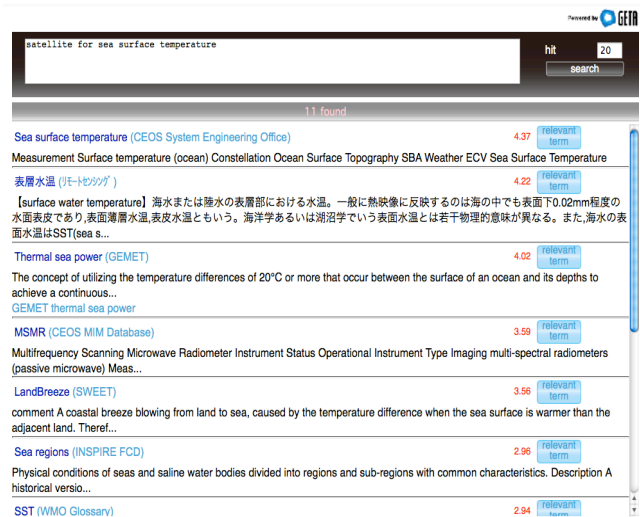 Powered by GETA
satellite for sea surface temperature
hit 20
search
11 found
Sea surface temperature (CEOS System Engineering Office) 4.37 relevant term
Measurement Surface temperature (ocean) Constellation Ocean Surface Topography SBA Weather ECV Sea Surface Temperature
表層水温 (リモートセンシング) 4.22 relevant term
【surface water temperature】海水または陸水の表層部における水温。一般に熱映像に反映するのは海の中でも表面下0.02mm程度の
水面表皮であり,表面薄層水温,表皮水温ともいう。海洋学あるいは湖沼学でいう表面水温とは若干物理的意味が異なる。また,海水の表
面水温はSST(sea s...
Thermal sea power (GEMET) 4.02 relevant term
The concept of utilizing the temperature differences of 20°C or more that occur between the surface of an ocean and its depths to
achieve a continuous...
GEMET thermal sea power
MSMR (CEOS MIM Database) 3.59 relevant term
Multifrequency Scanning Microwave Radiometer Instrument Status Operational Instrument Type Imaging multi-spectral radiometers
(passive microwave) Meas...
LandBreeze (SWEET) 3.56 relevant term
comment A coastal breeze blowing from land to sea, caused by the temperature difference when the sea surface is warmer than the
adjacent land. Theref...
Sea regions (INSPIRE FCD) 2.96 relevant term
Physical conditions of seas and saline water bodies divided into regions and sub-regions with common characteristics. Description A
historical versio...
SST (WMO Glossary) 2.94 relevant term